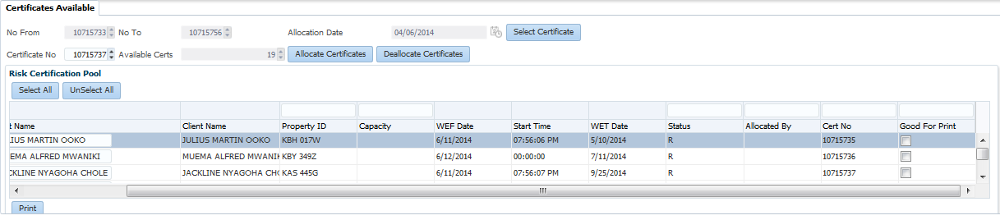 Certificates Available
No From 10715733 No To 10715756 Allocation Date 04/06/2014 Select Certificate
Certificate No 10715737 Available Certs 19 Allocate Certificates Deallocate Certificates
Risk Certification Pool
Select All UnSelect All
t Name Client Name Property ID Capacity WEF Date Start Time WET Date Status Allocated By Cert No Good For Print
IUS MARTIN OOKO JULIUS MARTIN OOKO KBH 017W 6/11/2014 07:56:06 PM 5/10/2014 R 10715735
EMA ALFRED MWANIKI MUEMA ALFRED MWANIK KBY 349Z 6/12/2014 00:00:00 7/11/2014 R 10715736
CKLINE NYAGOHA CHOLE JACKLINE NYAGOHA CHO KAS 445G 6/11/2014 07:56:07 PM 9/25/2014 R 10715737
Print